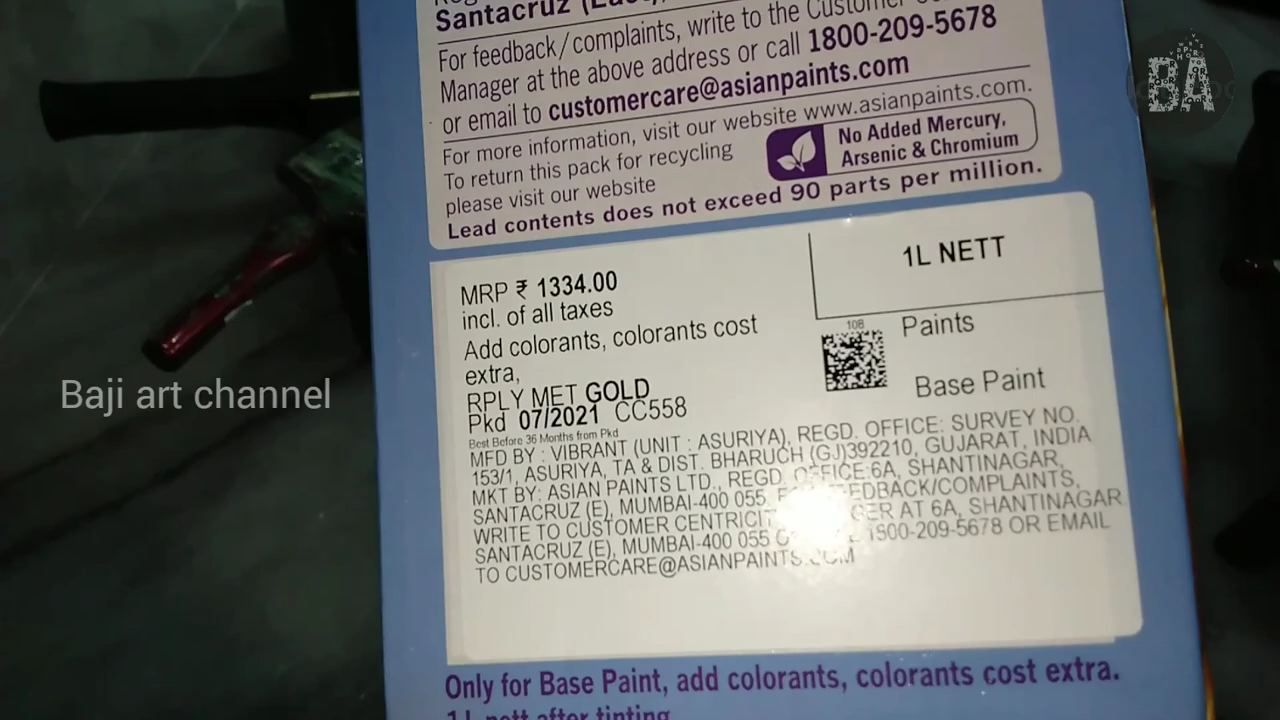 Santacruz
For feedback/complaints, write to the Customer
Manager at the above address or call 1800-209-5678
or email to customercare@asianpaints.com
For more information, visit our website www.asianpaints.com.
To return this pack for recycling
please visit our website
No Added Mercury,
Arsenic & Chromium
Lead contents does not exceed 90 parts per million.
MRP ₹ 1334.00
incl. of all taxes
Add colorants, colorants cost
extra,
RPLY MET GOLD
Pkd 07/2021 CC558
Best Before 36 Months from Pkd
1L NETT
108
Paints
Base Paint
MFD BY : VIBRANT (UNIT : ASURIYA), REGD. OFFICE: SURVEY NO.
153/1, ASURIYA, TA & DIST. BHARUCH (GJ)392210, GUJARAT, INDIA
MKT BY: ASIAN PAINTS LTD., REGD. OFFICE:6A, SHANTINAGAR,
SANTACRUZ (E), MUMBAI-400 055. FEEDBACK/COMPLAINTS,
WRITE TO CUSTOMER AT 6A, SHANTINAGAR,
SANTACRUZ (E), MUMBAI-400 055 1800-209-5678 OR EMAIL
TO CUSTOMERCARE@ASIANPAINTS.COM
Only for Base Paint, add colorants, colorants cost extra.
1L nett after tinting
Baji art channel
BA